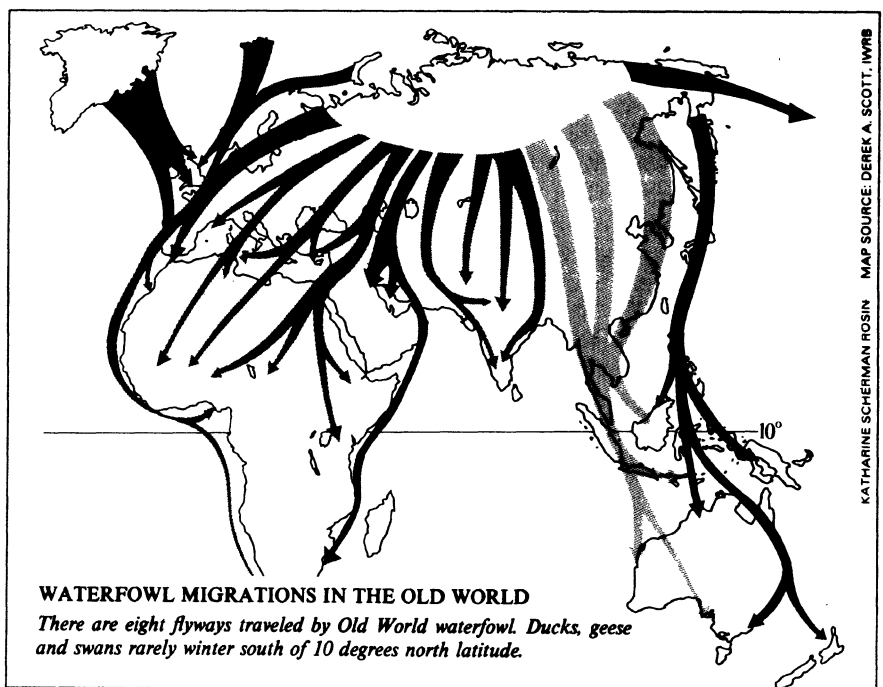 10°
WATERFOWL MIGRATIONS IN THE OLD WORLD
There are eight flyways traveled by Old World waterfowl. Ducks, geese
and swans rarely winter south of 10 degrees north latitude.
KATHARINE SCHERMAN ROSIN MAP SOURCE: DEREK A. SCOTT, IWRB